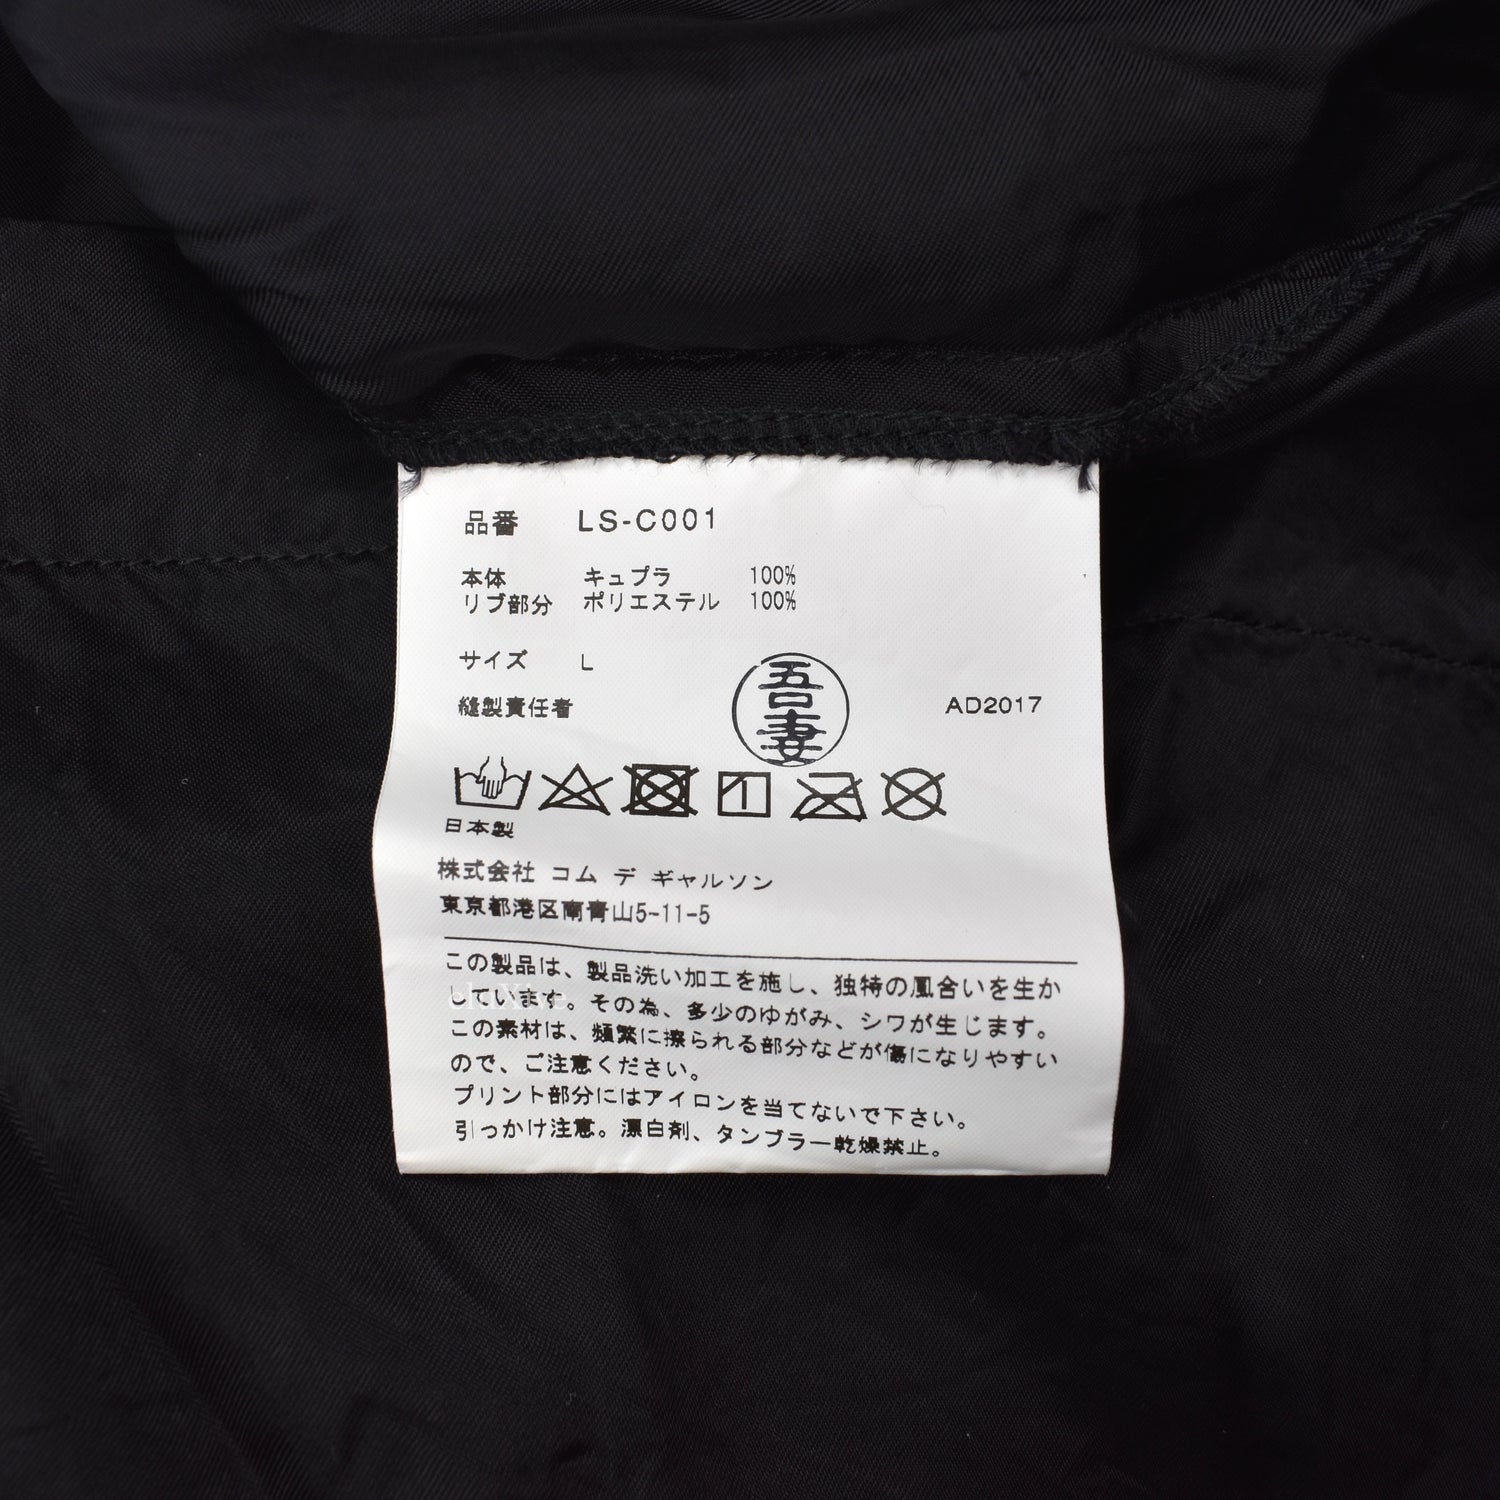 品番 LS-C001
本体 キュプラ 100%
リブ部分 ポリエステル 100%
サイズ L
吾妻
縫製責任者 AD2017
日本製
株式会社 コム デ ギャルソン
東京都港区南青山5-11-5
この製品は、製品洗い加工を施し、独特の風合いを生か
しています。その為、多少のゆがみ、シワが生じます。
この素材は、頻繁に擦られる部分などが傷になりやすい
ので、ご注意ください。
プリント部分にはアイロンを当てないで下さい。
引っかけ注意。漂白剤、タンブラー乾燥禁止。